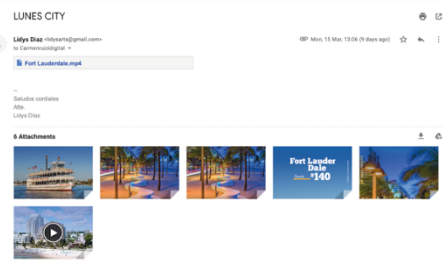 LUNES CITY
Lidys Diaz <lidysarts@gmail.com>
Mon, 15 Mar, 13:06 (9 days ago)
to Carmenruizdigital
Fort Lauderdale.mp4
--
Saludos cordiales
Atte.
Lidys Diaz
6 Attachments
Fort Lauder
Dale
$140